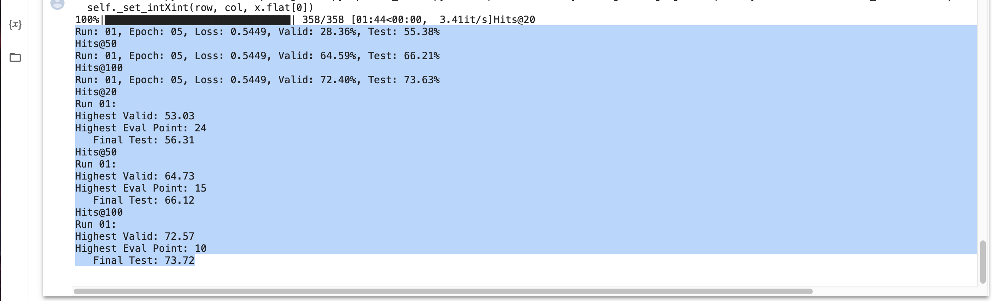 self._set_intXint(row, col, x.flat[0])
{x}
100%|██████████| 358/358 [01:44<00:00,  3.41it/s]Hits@20
Run: 01, Epoch: 05, Loss: 0.5449, Valid: 28.36%, Test: 55.38%
Hits@50
Run: 01, Epoch: 05, Loss: 0.5449, Valid: 64.59%, Test: 66.21%
Hits@100
Run: 01, Epoch: 05, Loss: 0.5449, Valid: 72.40%, Test: 73.63%
Hits@20
Run 01:
Highest Valid: 53.03
Highest Eval Point: 24
Final Test: 56.31
Hits@50
Run 01:
Highest Valid: 64.73
Highest Eval Point: 15
Final Test: 66.12
Hits@100
Run 01:
Highest Valid: 72.57
Highest Eval Point: 10
Final Test: 73.72